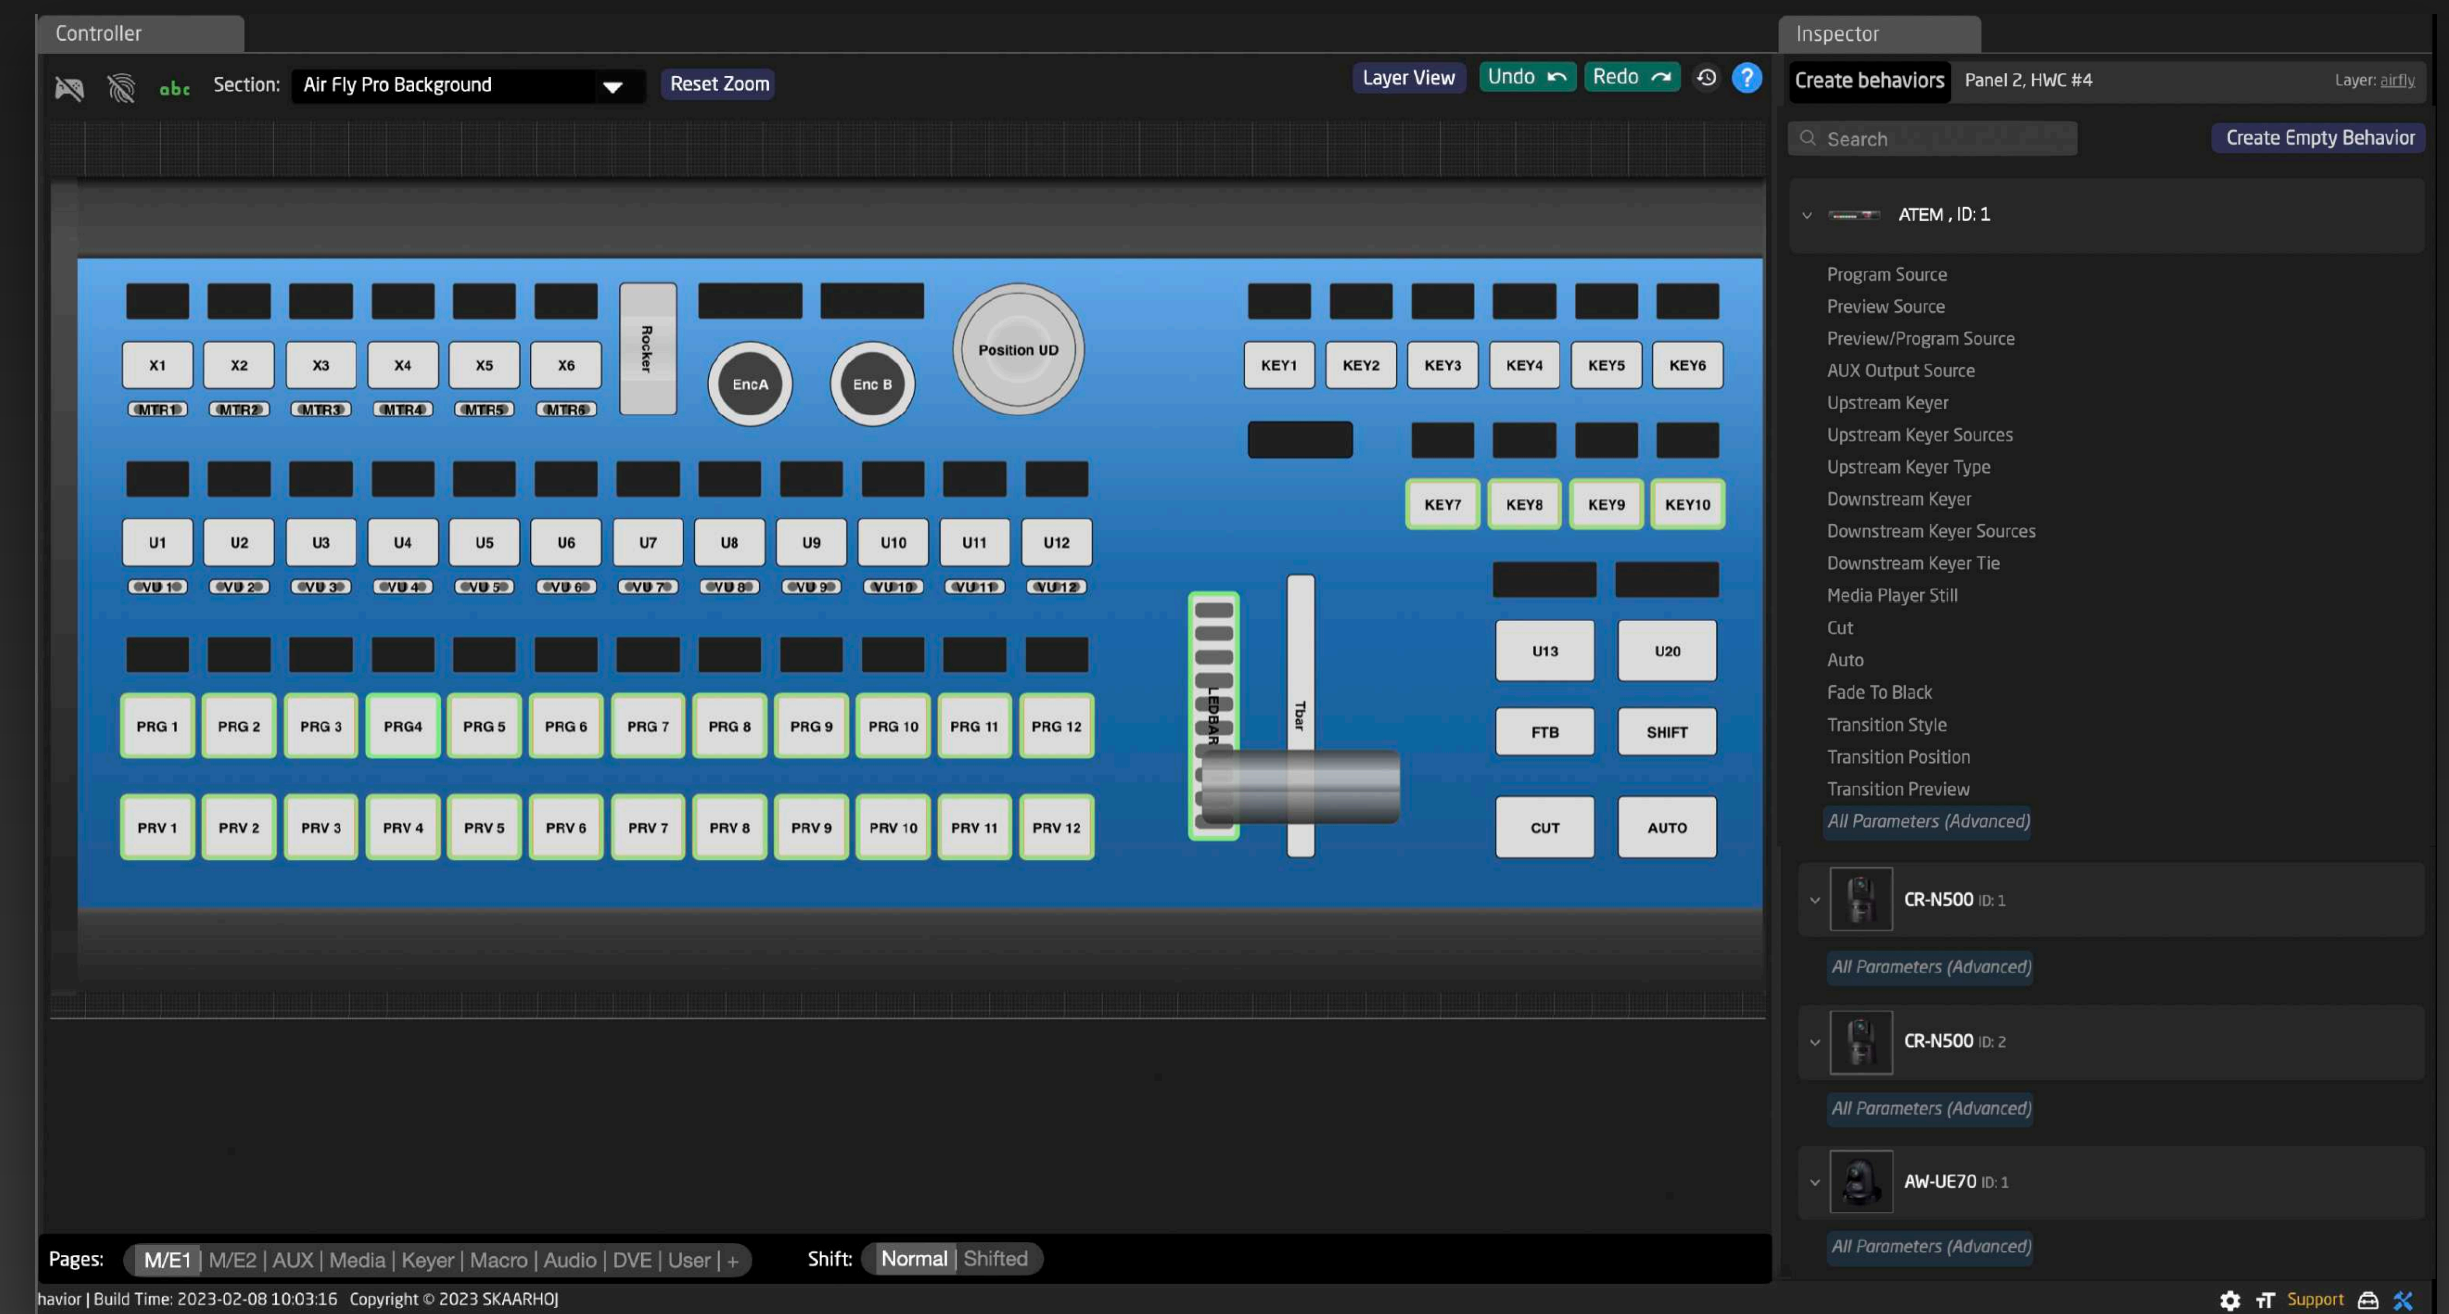 Controller
abc Section: Air Fly Pro Background Reset Zoom Layer View Undo Redo ?
X1 X2 X3 X4 X5 X6
MTR1 MTR2 MTR3 MTR4 MTR5 MTR6
Rocker
EncA Enc B
Position UD
KEY1 KEY2 KEY3 KEY4 KEY5 KEY6
KEY7 KEY8 KEY9 KEY10
U1 U2 U3 U4 U5 U6 U7 U8 U9 U10 U11 U12
VU 1 VU 2 VU 3 VU 4 VU 5 VU 6 VU 7 VU 8 VU 9 VU 10 VU 11 VU 12
PRG 1 PRG 2 PRG 3 PRG4 PRG 5 PRG 6 PRG 7 PRG 8 PRG 9 PRG 10 PRG 11 PRG 12
PRV 1 PRV 2 PRV 3 PRV 4 PRV 5 PRV 6 PRV 7 PRV 8 PRV 9 PRV 10 PRV 11 PRV 12
LEDBAR
Tbar
U13 U20
FTB SHIFT
CUT AUTO
Pages: M/E1 | M/E2 | AUX | Media | Keyer | Macro | Audio | DVE | User | + Shift: Normal | Shifted
havior | Build Time: 2023-02-08 10:03:16 Copyright © 2023 SKAARHOJ
Inspector
Create behaviors Panel 2, HWC #4 Layer: airfly
Search Create Empty Behavior
ATEM , ID: 1
Program Source
Preview Source
Preview/Program Source
AUX Output Source
Upstream Keyer
Upstream Keyer Sources
Upstream Keyer Type
Downstream Keyer
Downstream Keyer Sources
Downstream Keyer Tie
Media Player Still
Cut
Auto
Fade To Black
Transition Style
Transition Position
Transition Preview
All Parameters (Advanced)
CR-N500 ID: 1
All Parameters (Advanced)
CR-N500 ID: 2
All Parameters (Advanced)
AW-UE70 ID: 1
All Parameters (Advanced)
TT Support